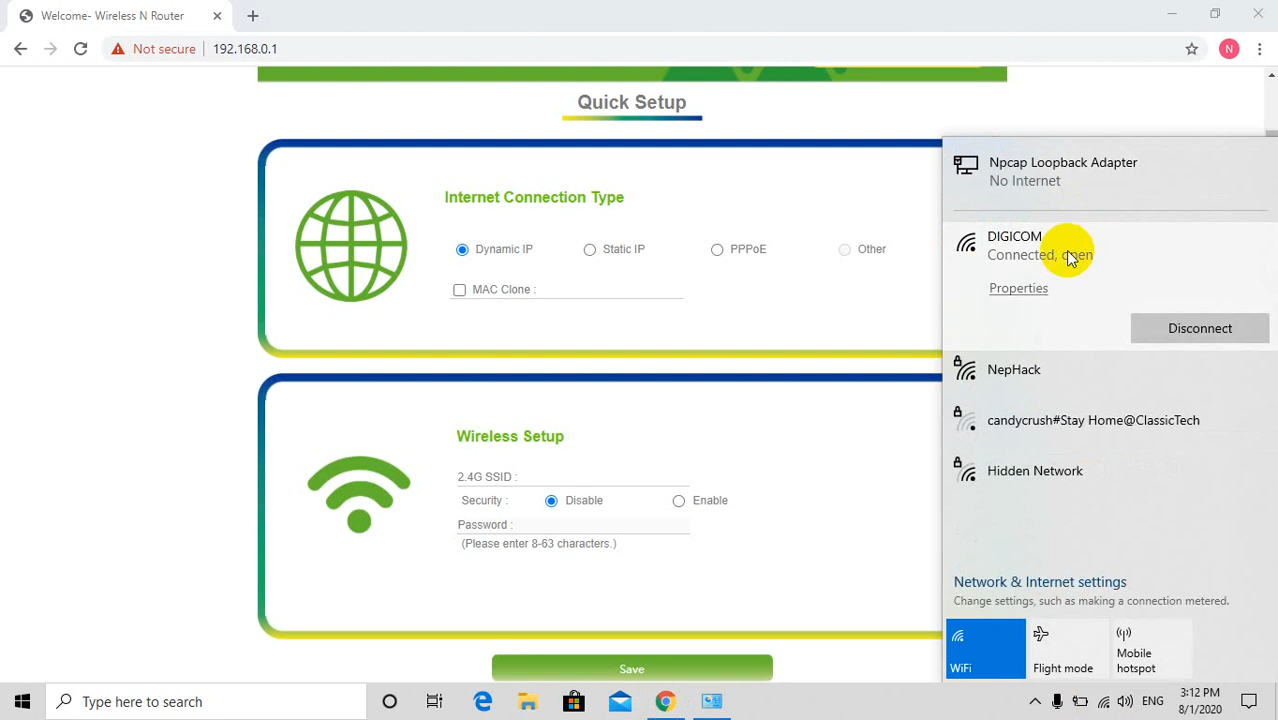 Welcome- Wireless N Router
Not secure
192.168.0.1
N
Quick Setup
Internet Connection Type
Dynamic IP
Static IP
PPPoE
Other
MAC Clone :
Wireless Setup
2.4G SSID :
Security :
Disable
Enable
Password :
(Please enter 8-63 characters.)
Save
Npcap Loopback Adapter
No Internet
DIGICOM
Connected, open
Properties
Disconnect
NepHack
candycrush#Stay Home@ClassicTech
Hidden Network
Network & Internet settings
Change settings, such as making a connection metered.
WiFi
Flight mode
Mobile
hotspot
Type here to search
ENG
3:12 PM
8/1/2020